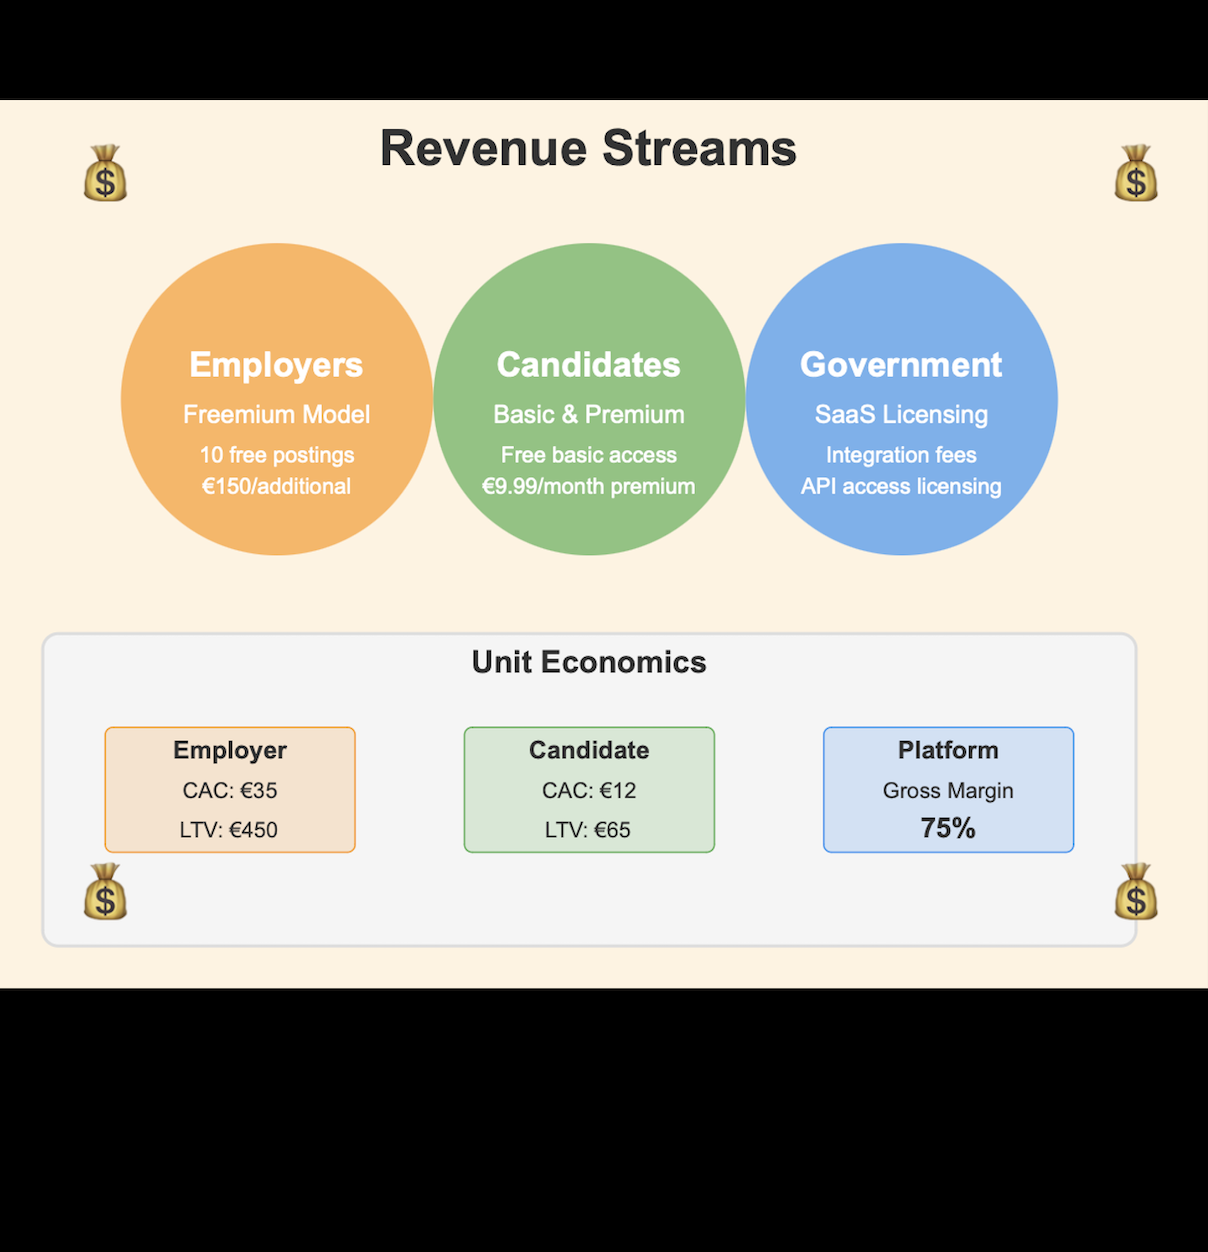 Revenue Streams
$
$
Employers
Freemium Model
10 free postings
€150/additional
Candidates
Basic & Premium
Free basic access
€9.99/month premium
Government
SaaS Licensing
Integration fees
API access licensing
Unit Economics
Employer
CAC: €35
LTV: €450
Candidate
CAC: €12
LTV: €65
Platform
Gross Margin
75%
$
$